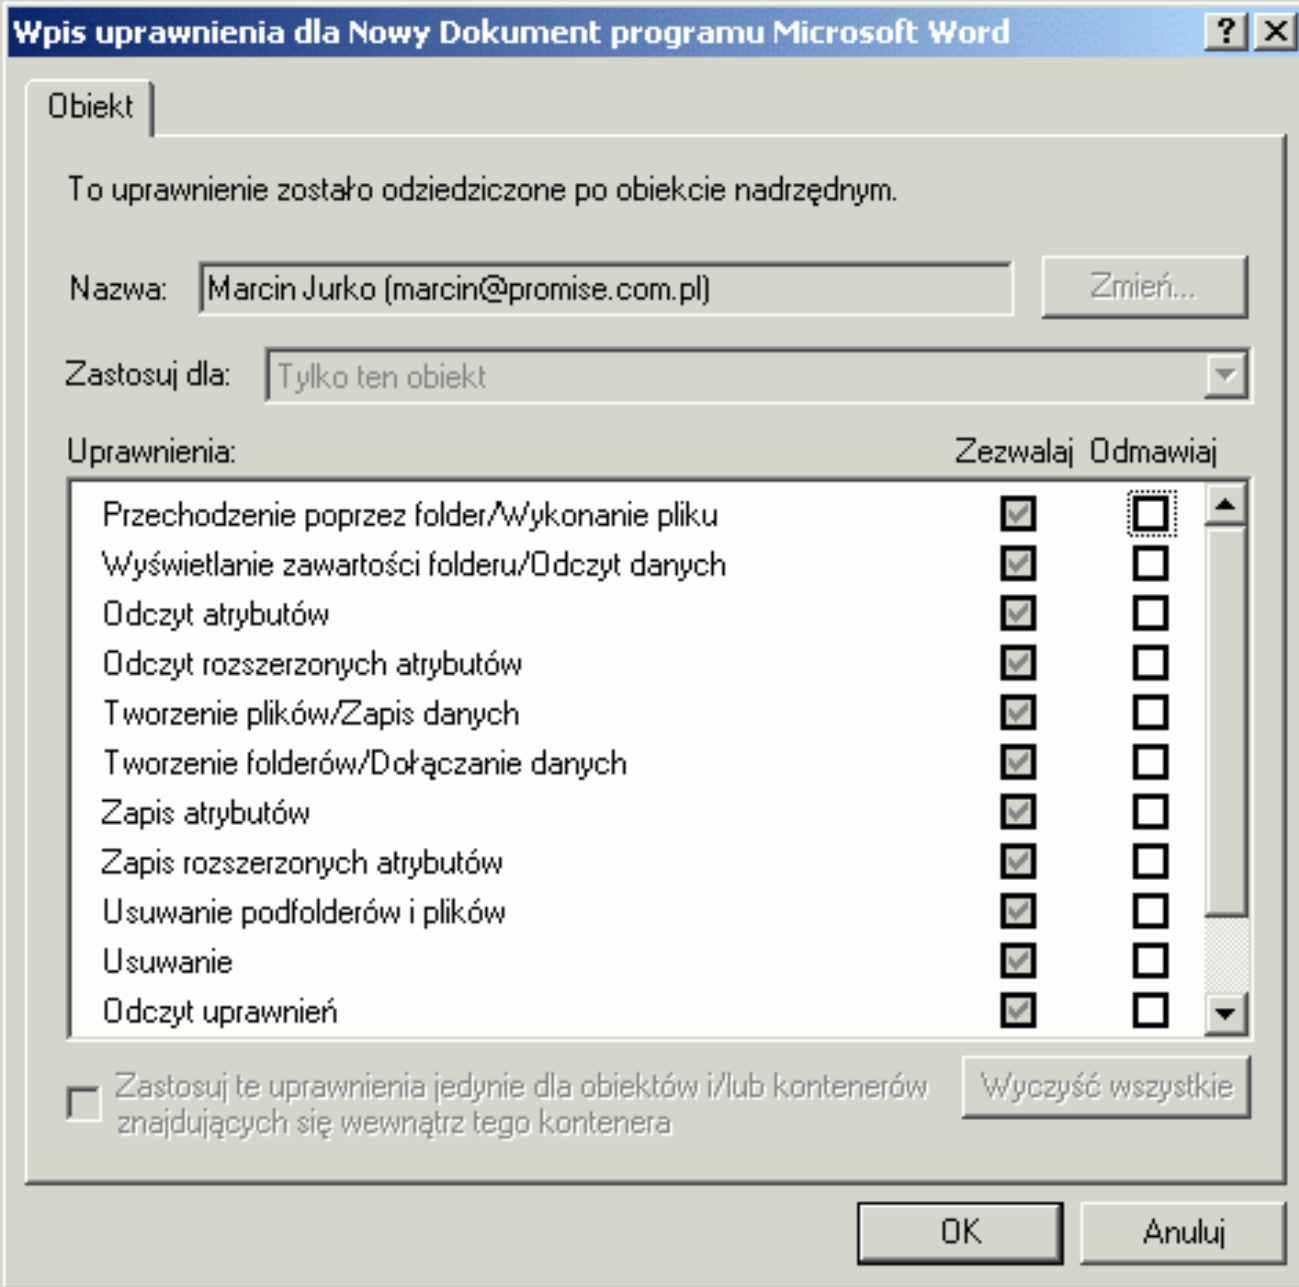 Wpis uprawnienia dla Nowy Dokument programu Microsoft Word
Obiekt
To uprawnienie zostało odziedziczone po obiekcie nadrzędnym.
Nazwa: Marcin Jurko (marcin@promise.com.pl) Zmień...
Zastosuj dla: Tylko ten obiekt
Uprawnienia: Zezwalaj Odmawiaj
Przechodzenie poprzez folder/Wykonanie pliku
Wyświetlanie zawartości folderu/Odczyt danych
Odczyt atrybutów
Odczyt rozszerzonych atrybutów
Tworzenie plików/Zapis danych
Tworzenie folderów/Dołączanie danych
Zapis atrybutów
Zapis rozszerzonych atrybutów
Usuwanie podfolderów i plików
Usuwanie
Odczyt uprawnień
Zastosuj te uprawnienia jedynie dla obiektów i/lub kontenerów
znajdujących się wewnątrz tego kontenera
Wyczyść wszystkie
OK Anuluj